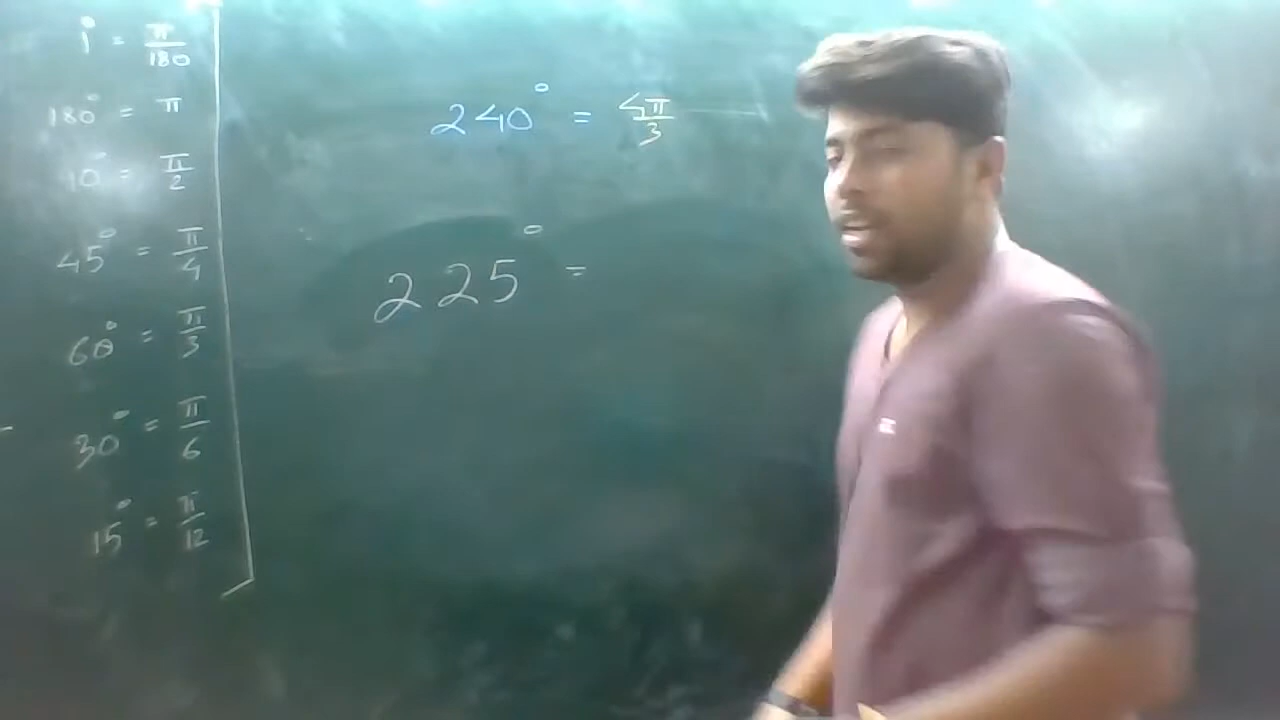 1° = π/180
180° = π
90° = π/2
45° = π/4
60° = π/3
30° = π/6
15° = π/12
240° = 4π/3
225° =